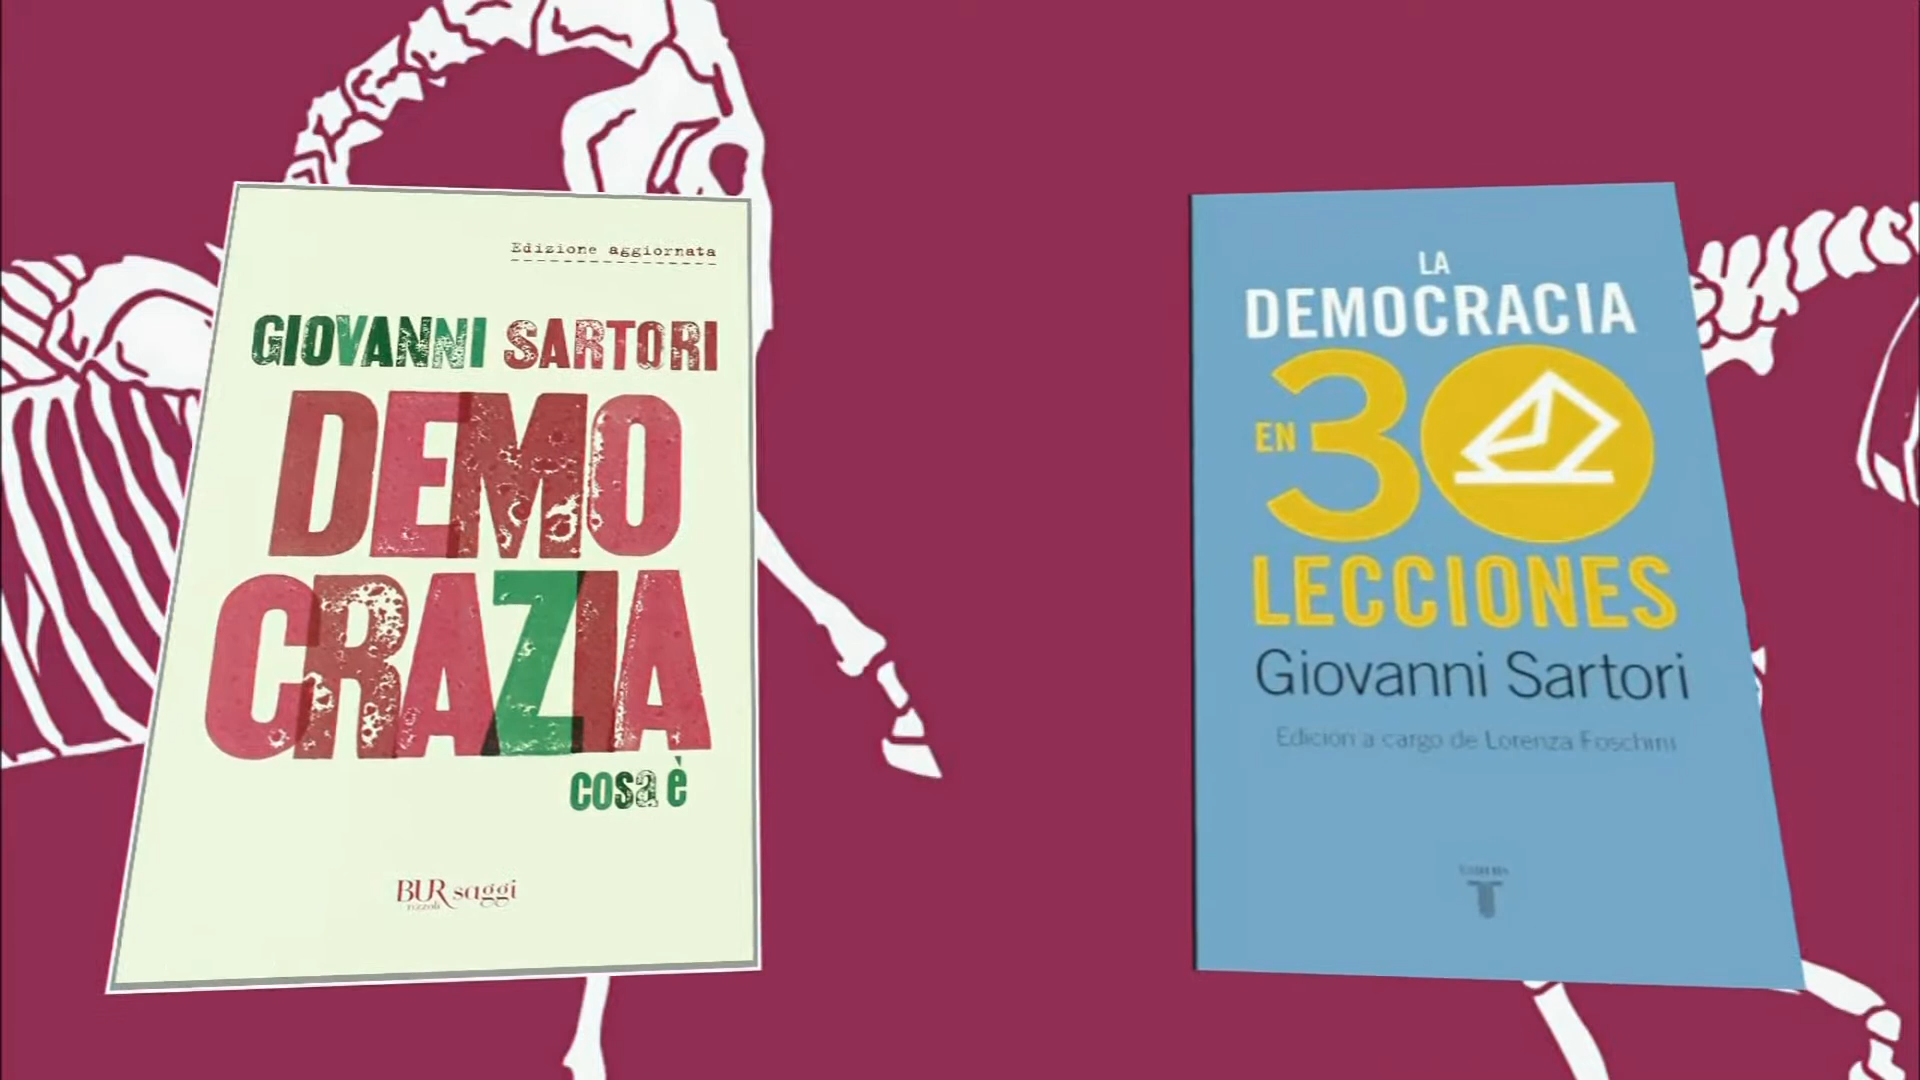 Edizione aggiornata
GIOVANNI SARTORI
DEMO
CRAZIA
cosa è
BUR saggi
rizzoli
LA
DEMOCRACIA
EN 30
LECCIONES
Giovanni Sartori
Edición a cargo de Lorenza Foschini